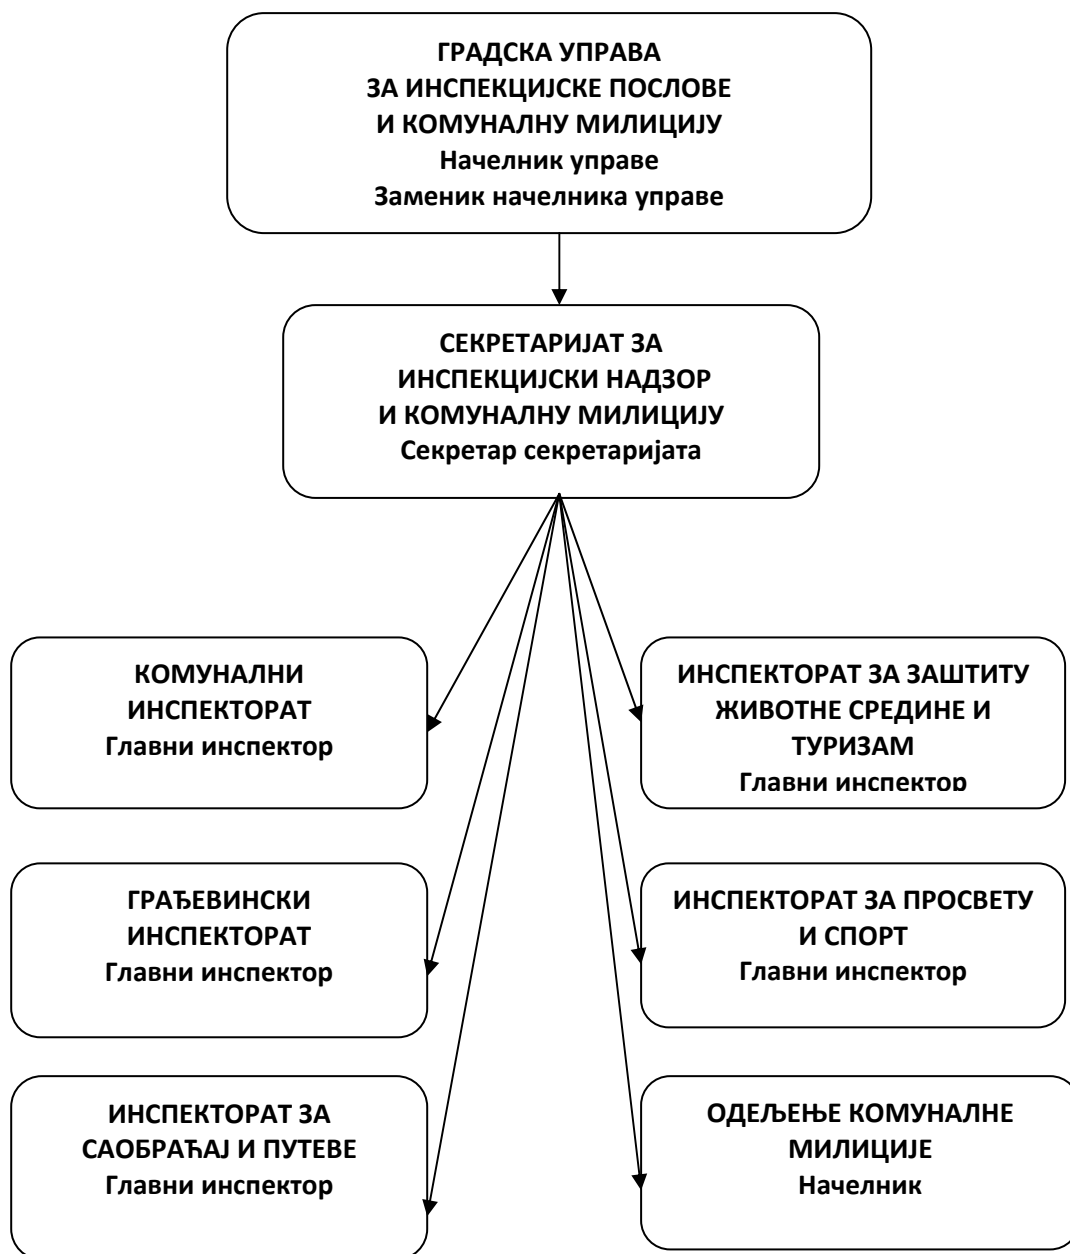 ГРАДСКА УПРАВА
ЗА ИНСПЕКЦИЈСКЕ ПОСЛОВЕ
И КОМУНАЛНУ МИЛИЦИЈУ
Начелник управе
Заменик начелника управе
СЕКРЕТАРИЈАТ ЗА
ИНСПЕКЦИЈСКИ НАДЗОР
И КОМУНАЛНУ МИЛИЦИЈУ
Секретар секретаријата
КОМУНАЛНИ
ИНСПЕКТОРАТ
Главни инспектор
ИНСПЕКТОРАТ ЗА ЗАШТИТУ
ЖИВОТНЕ СРЕДИНЕ И
ТУРИЗАМ
Главни инспектор
ГРАЂЕВИНСКИ
ИНСПЕКТОРАТ
Главни инспектор
ИНСПЕКТОРАТ ЗА ПРОСВЕТУ
И СПОРТ
Главни инспектор
ИНСПЕКТОРАТ ЗА
САОБРАЋАЈ И ПУТЕВЕ
Главни инспектор
ОДЕЉЕЊЕ КОМУНАЛНЕ
МИЛИЦИЈЕ
Начелник